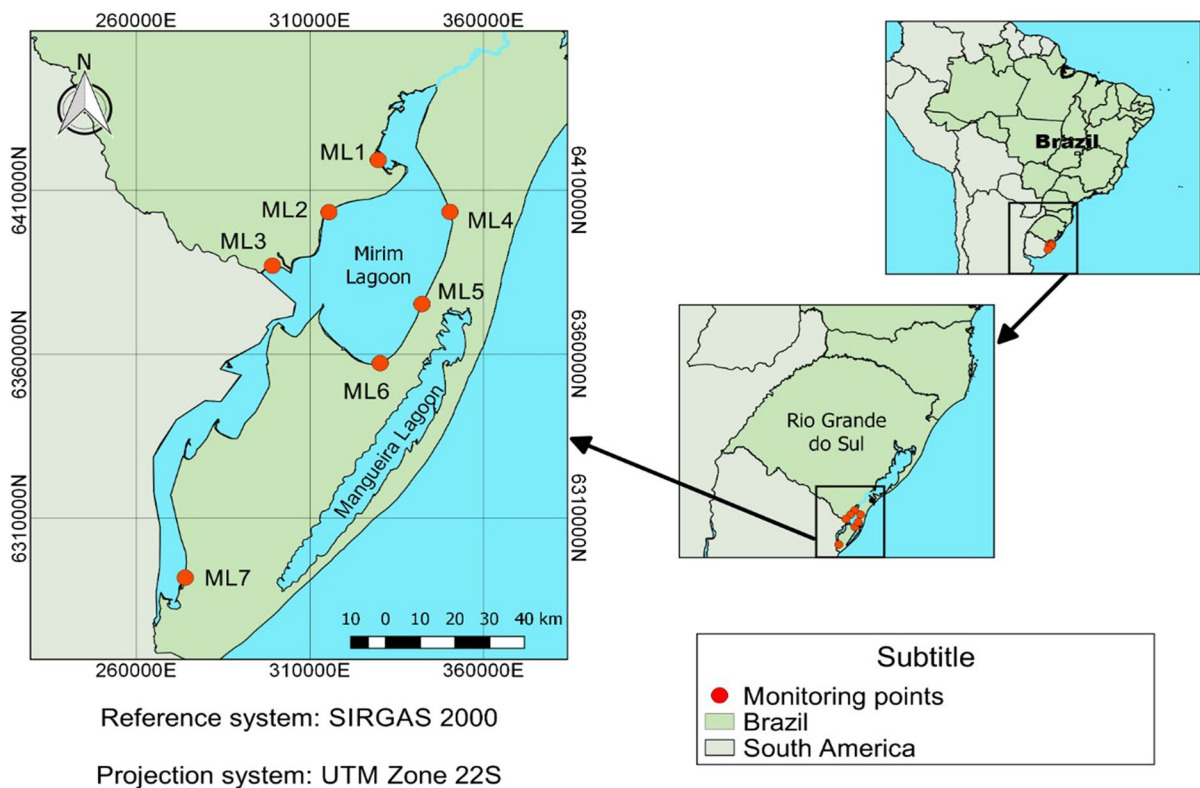 260000E 310000E 360000E
N
ML1
6410000N
6410000N
ML2
ML4
ML3
Mirim
Lagoon
ML5
6360000N
6360000N
ML6
Mangueira Lagoon
6310000N
6310000N
ML7
10 0 10 20 30 40 km
260000E 310000E 360000E
Reference system: SIRGAS 2000
Projection system: UTM Zone 22S
Brazil
Rio Grande
do Sul
Subtitle
Monitoring points
Brazil
South America